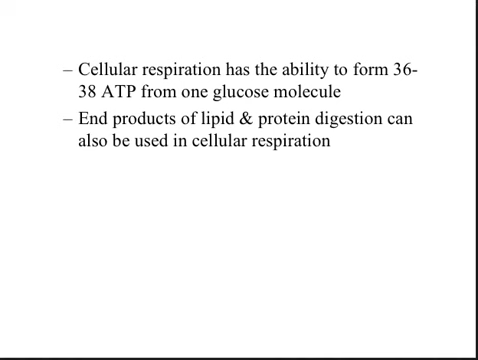 – Cellular respiration has the ability to form 36-
38 ATP from one glucose molecule
– End products of lipid & protein digestion can
also be used in cellular respiration